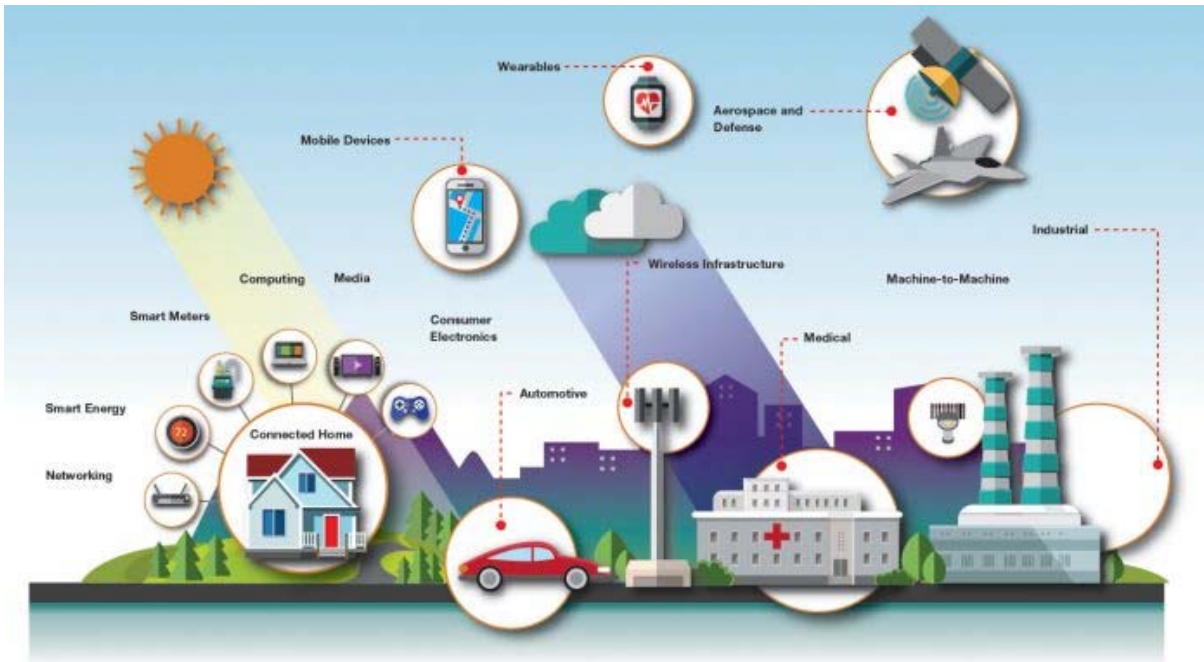 Wearables
Aerospace and
Defense
Mobile Devices
Industrial
Wireless Infrastructure
Computing
Media
Machine-to-Machine
Smart Meters
Consumer
Electronics
Medical
Automotive
Smart Energy
72
Connected Home
Networking